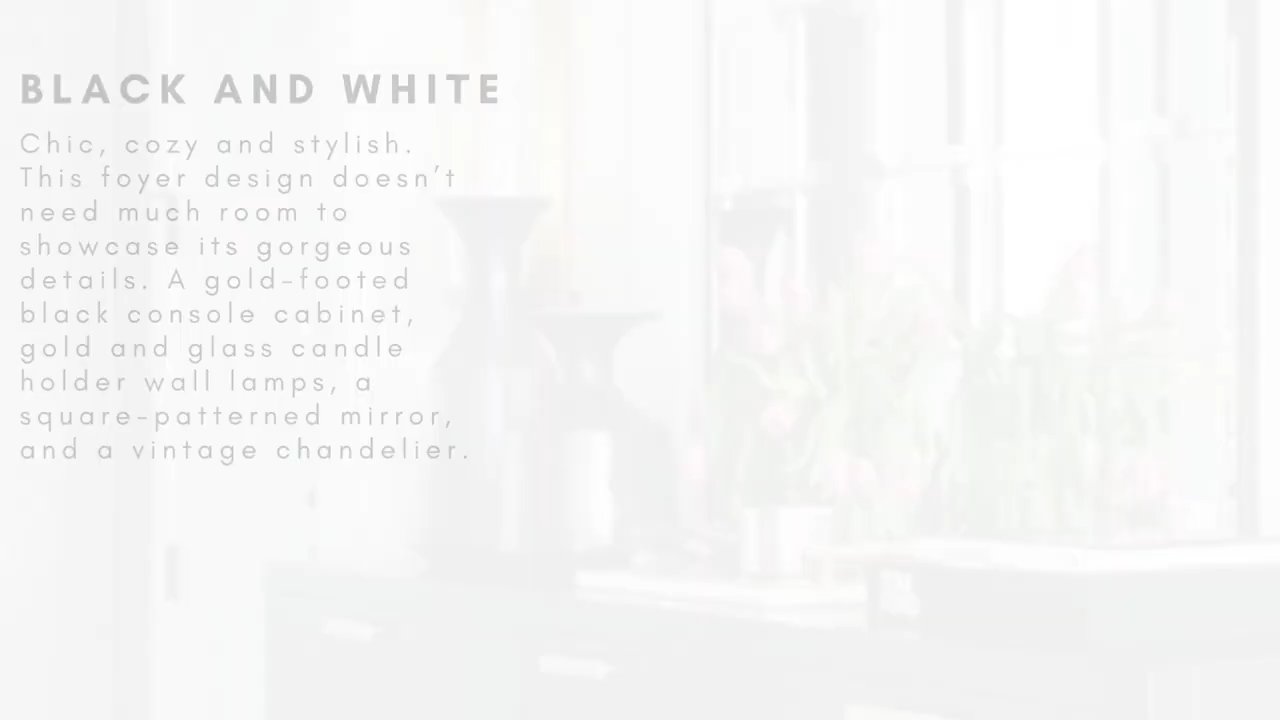 BLACK AND WHITE
Chic, cozy and stylish.
This foyer design doesn’t
need much room to
showcase its gorgeous
details. A gold-footed
black console cabinet,
gold and glass candle
holder wall lamps, a
square-patterned mirror,
and a vintage chandelier.